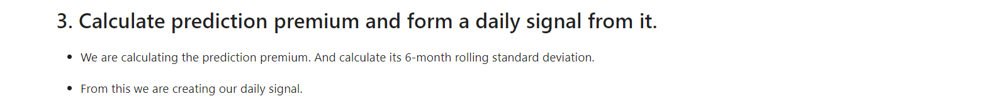 3. Calculate prediction premium and form a daily signal from it.
• We are calculating the prediction premium. And calculate its 6-month rolling standard deviation.
• From this we are creating our daily signal.